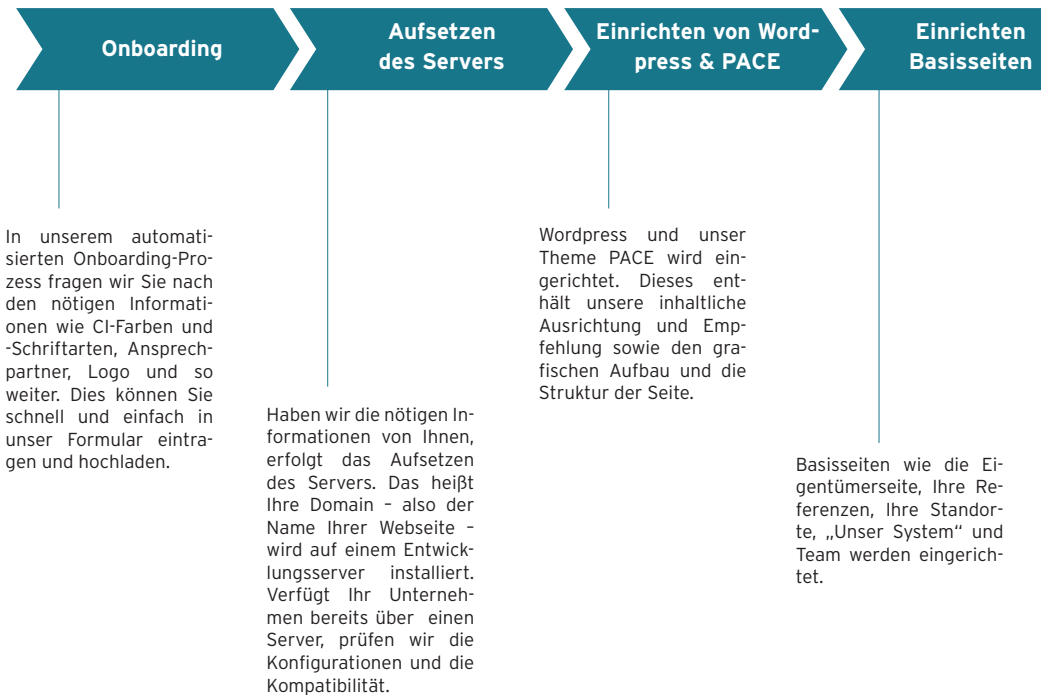 Onboarding
Aufsetzen
des Servers
Einrichten von Word-
press & PACE
Einrichten
Basisseiten
In unserem automati-
sierten Onboarding-Pro-
zess fragen wir Sie nach
den nötigen Informati-
onen wie CI-Farben und
-Schriftarten, Ansprech-
partner, Logo und so
weiter. Dies können Sie
schnell und einfach in
unser Formular eintra-
gen und hochladen.
Haben wir die nötigen In-
formationen von Ihnen,
erfolgt das Aufsetzen
des Servers. Das heißt
Ihre Domain – also der
Name Ihrer Webseite –
wird auf einem Entwick-
lungsserver installiert.
Verfügt Ihr Unterneh-
men bereits über einen
Server, prüfen wir die
Konfigurationen und die
Kompatibilität.
Wordpress und unser
Theme PACE wird ein-
gerichtet. Dieses ent-
hält unsere inhaltliche
Ausrichtung und Emp-
fehlung sowie den gra-
fischen Aufbau und die
Struktur der Seite.
Basisseiten wie die Ei-
gentümerseite, Ihre Re-
ferenzen, Ihre Standor-
te, „Unser System“ und
Team werden eingerich-
tet.